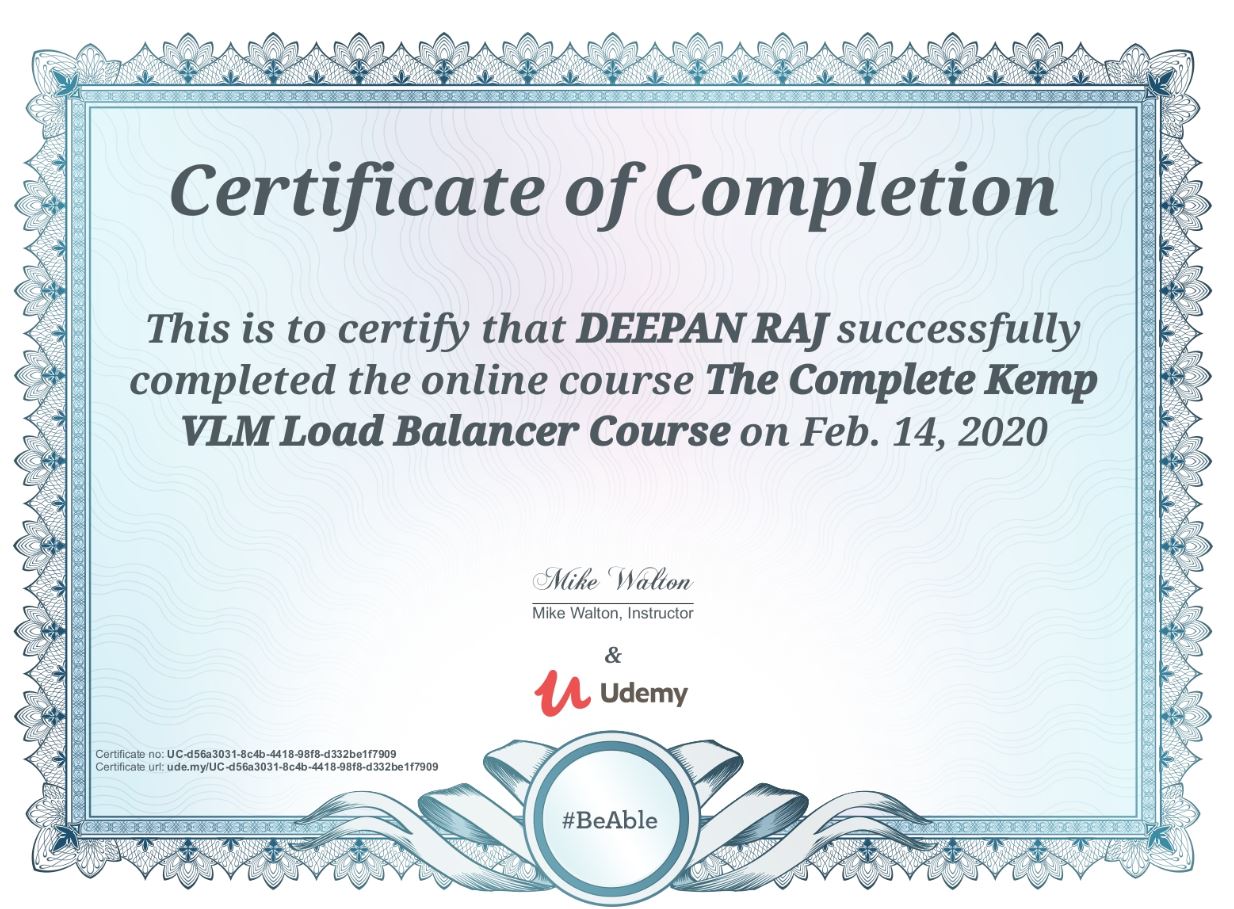 Certificate of Completion
This is to certify that DEEPAN RAJ successfully
completed the online course The Complete Kemp
VLM Load Balancer Course on Feb. 14, 2020
Mike Walton
Mike Walton, Instructor
&
Udemy
Certificate no: UC-d56a3031-8c4b-4418-98f8-d332be1f7909
Certificate url: ude.my/UC-d56a3031-8c4b-4418-98f8-d332be1f7909
#BeAble